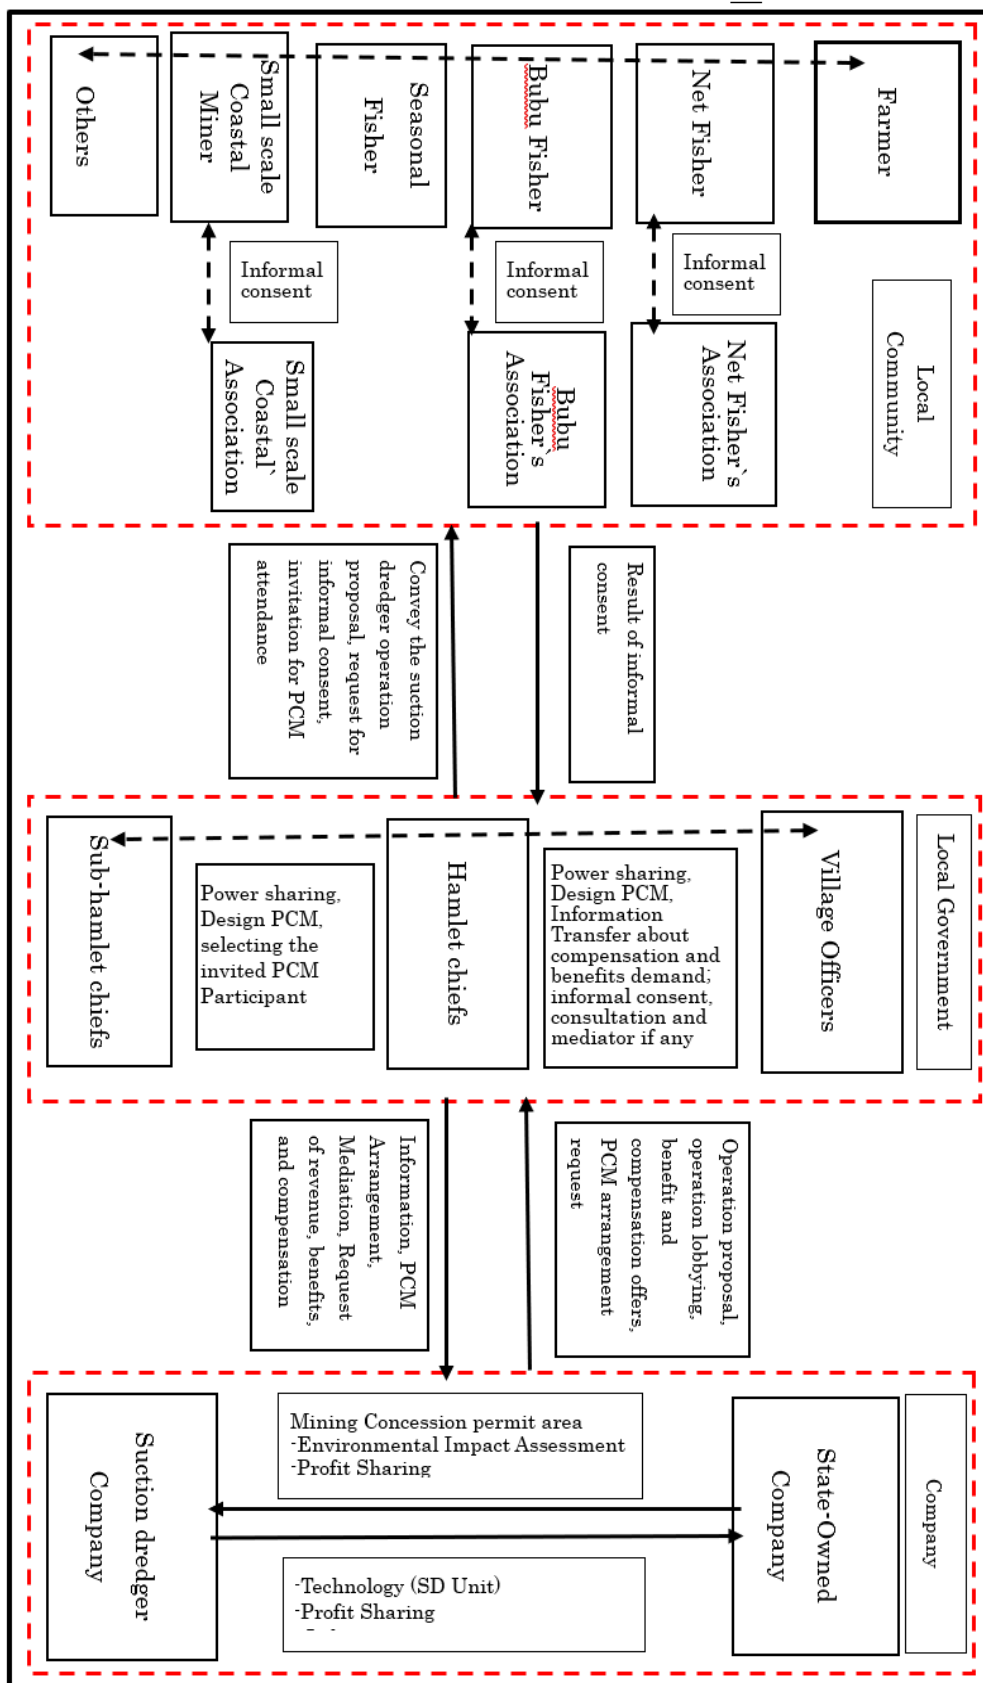 Others
Small scale
Coastal
Miner
Seasonal
Fisher
Bubu Fisher
Net Fisher
Farmer
Informal
consent
Informal
consent
Informal
consent
Local
Community
Small scale
Coastal`
Association
Bubu
Fisher`s
Association
Net Fisher`s
Association
Convey the suction
dredger operation
proposal, request for
informal consent,
invitation for PCM
attendance
Result of informal
consent
Sub-hamlet chiefs
Power sharing,
Design PCM,
selecting the
invited PCM
Participant
Hamlet chiefs
Power sharing,
Design PCM,
Information
Transfer about
compensation and
benefits demand;
informal consent,
consultation and
mediator if any
Village Officers
Local Government
Information, PCM
Arrangement,
Mediation, Request
of revenue, benefits,
and compensation
Operation proposal,
operation lobbying,
benefit and
compensation offers,
PCM arrangement
request
Suction dredger
Company
Mining Concession permit area
-Environmental Impact Assessment
-Profit Sharing
-Technology (SD Unit)
-Profit Sharing
State-Owned
Company
Company